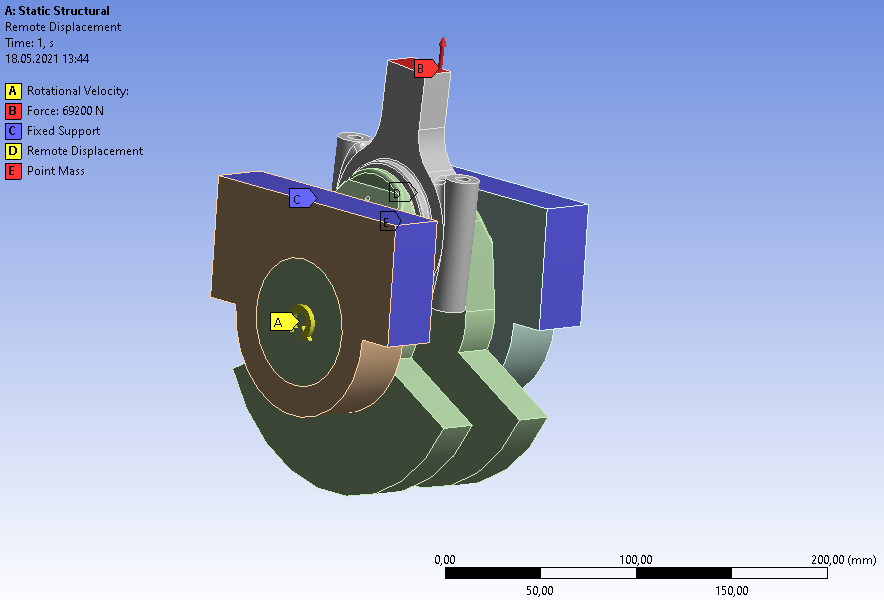 A: Static Structural
Remote Displacement
Time: 1, s
18.05.2021 13:44
A Rotational Velocity:
B Force: 69200 N
C Fixed Support
D Remote Displacement
E Point Mass
B
D
C
E
A
0,00 100,00 200,00 (mm)
50,00 150,00